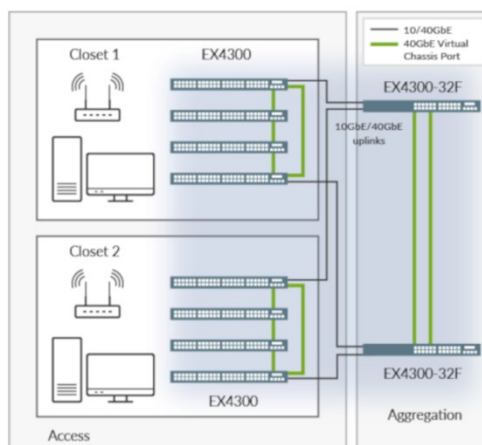 10/40GbE
40GbE Virtual
Chassis Port
Closet 1
EX4300
EX4300-32F
10GbE/40GbE
uplinks
Closet 2
EX4300
EX4300-32F
Aggregation
Access